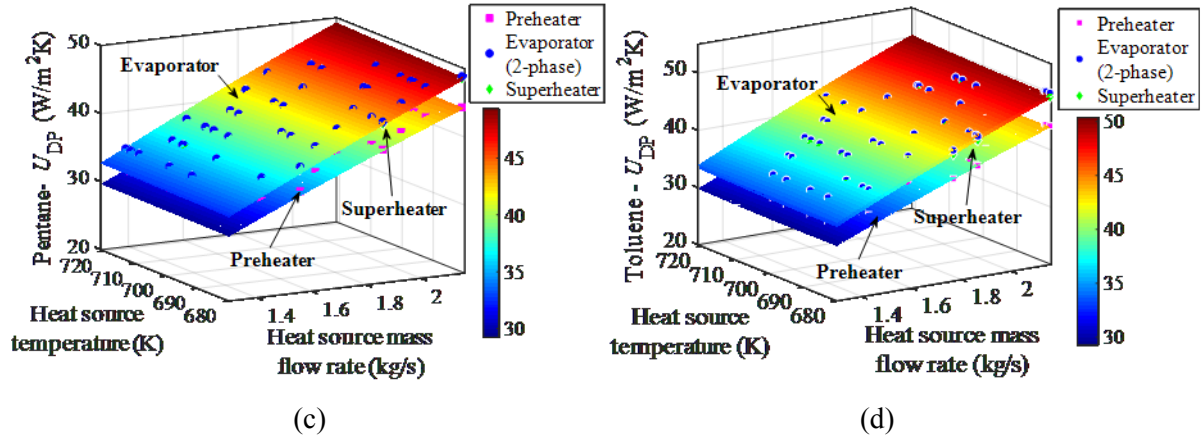 Preheater
Evaporator
(2-phase)
Superheater
50
40
30
20
Pentane- U_DP (W/m²K)
Evaporator
Superheater
Preheater
720
710
700
690
680
1.4
1.6
1.8
2
Heat source
temperature (K)
Heat source mass
flow rate (kg/s)
45
40
35
30
(c)
Preheater
Evaporator
(2-phase)
Superheater
50
40
30
20
Toluene - U_DP (W/m²K)
Evaporator
Superheater
Preheater
720
710
700
690
680
1.4
1.6
1.8
2
Heat source
temperature (K)
Heat source mass
flow rate (kg/s)
50
45
40
35
30
(d)